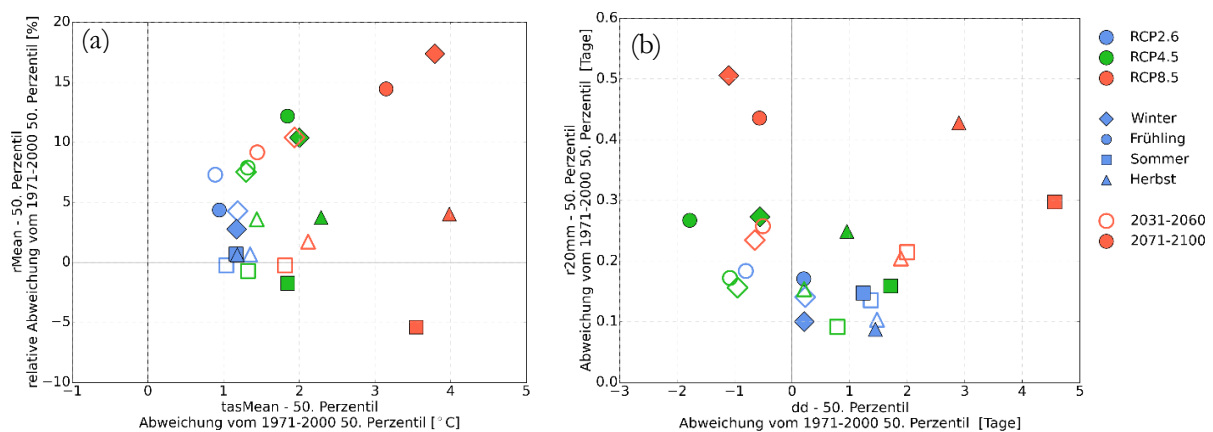 (a)
20
15
10
5
0
−5
−10
−1
0
1
2
3
4
5
rMean - 50. Perzentil
relative Abweichung vom 1971-2000 50. Perzentil [%]
tasMean - 50. Perzentil
Abweichung vom 1971-2000 50. Perzentil [°C]
(b)
0.6
0.5
0.4
0.3
0.2
0.1
0.0
−3
−2
−1
0
1
2
3
4
5
r20mm - 50. Perzentil
Abweichung vom 1971-2000 50. Perzentil [Tage]
dd - 50. Perzentil
Abweichung vom 1971-2000 50. Perzentil [Tage]
RCP2.6
RCP4.5
RCP8.5
Winter
Frühling
Sommer
Herbst
2031-2060
2071-2100